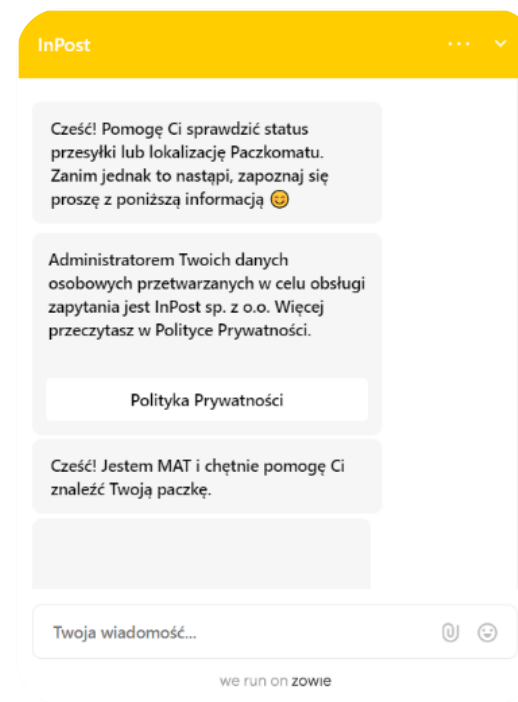 InPost
Cześć! Pomogę Ci sprawdzić status
przesyłki lub lokalizację Paczkomatu.
Zanim jednak to nastąpi, zapoznaj się
proszę z poniższą informacją 😊
Administratorem Twoich danych
osobowych przetwarzanych w celu obsługi
zapytania jest InPost sp. z o.o. Więcej
przeczytasz w Polityce Prywatności.
Polityka Prywatności
Cześć! Jestem MAT i chętnie pomogę Ci
znaleźć Twoją paczkę.
Twoja wiadomość...
we run on zowie